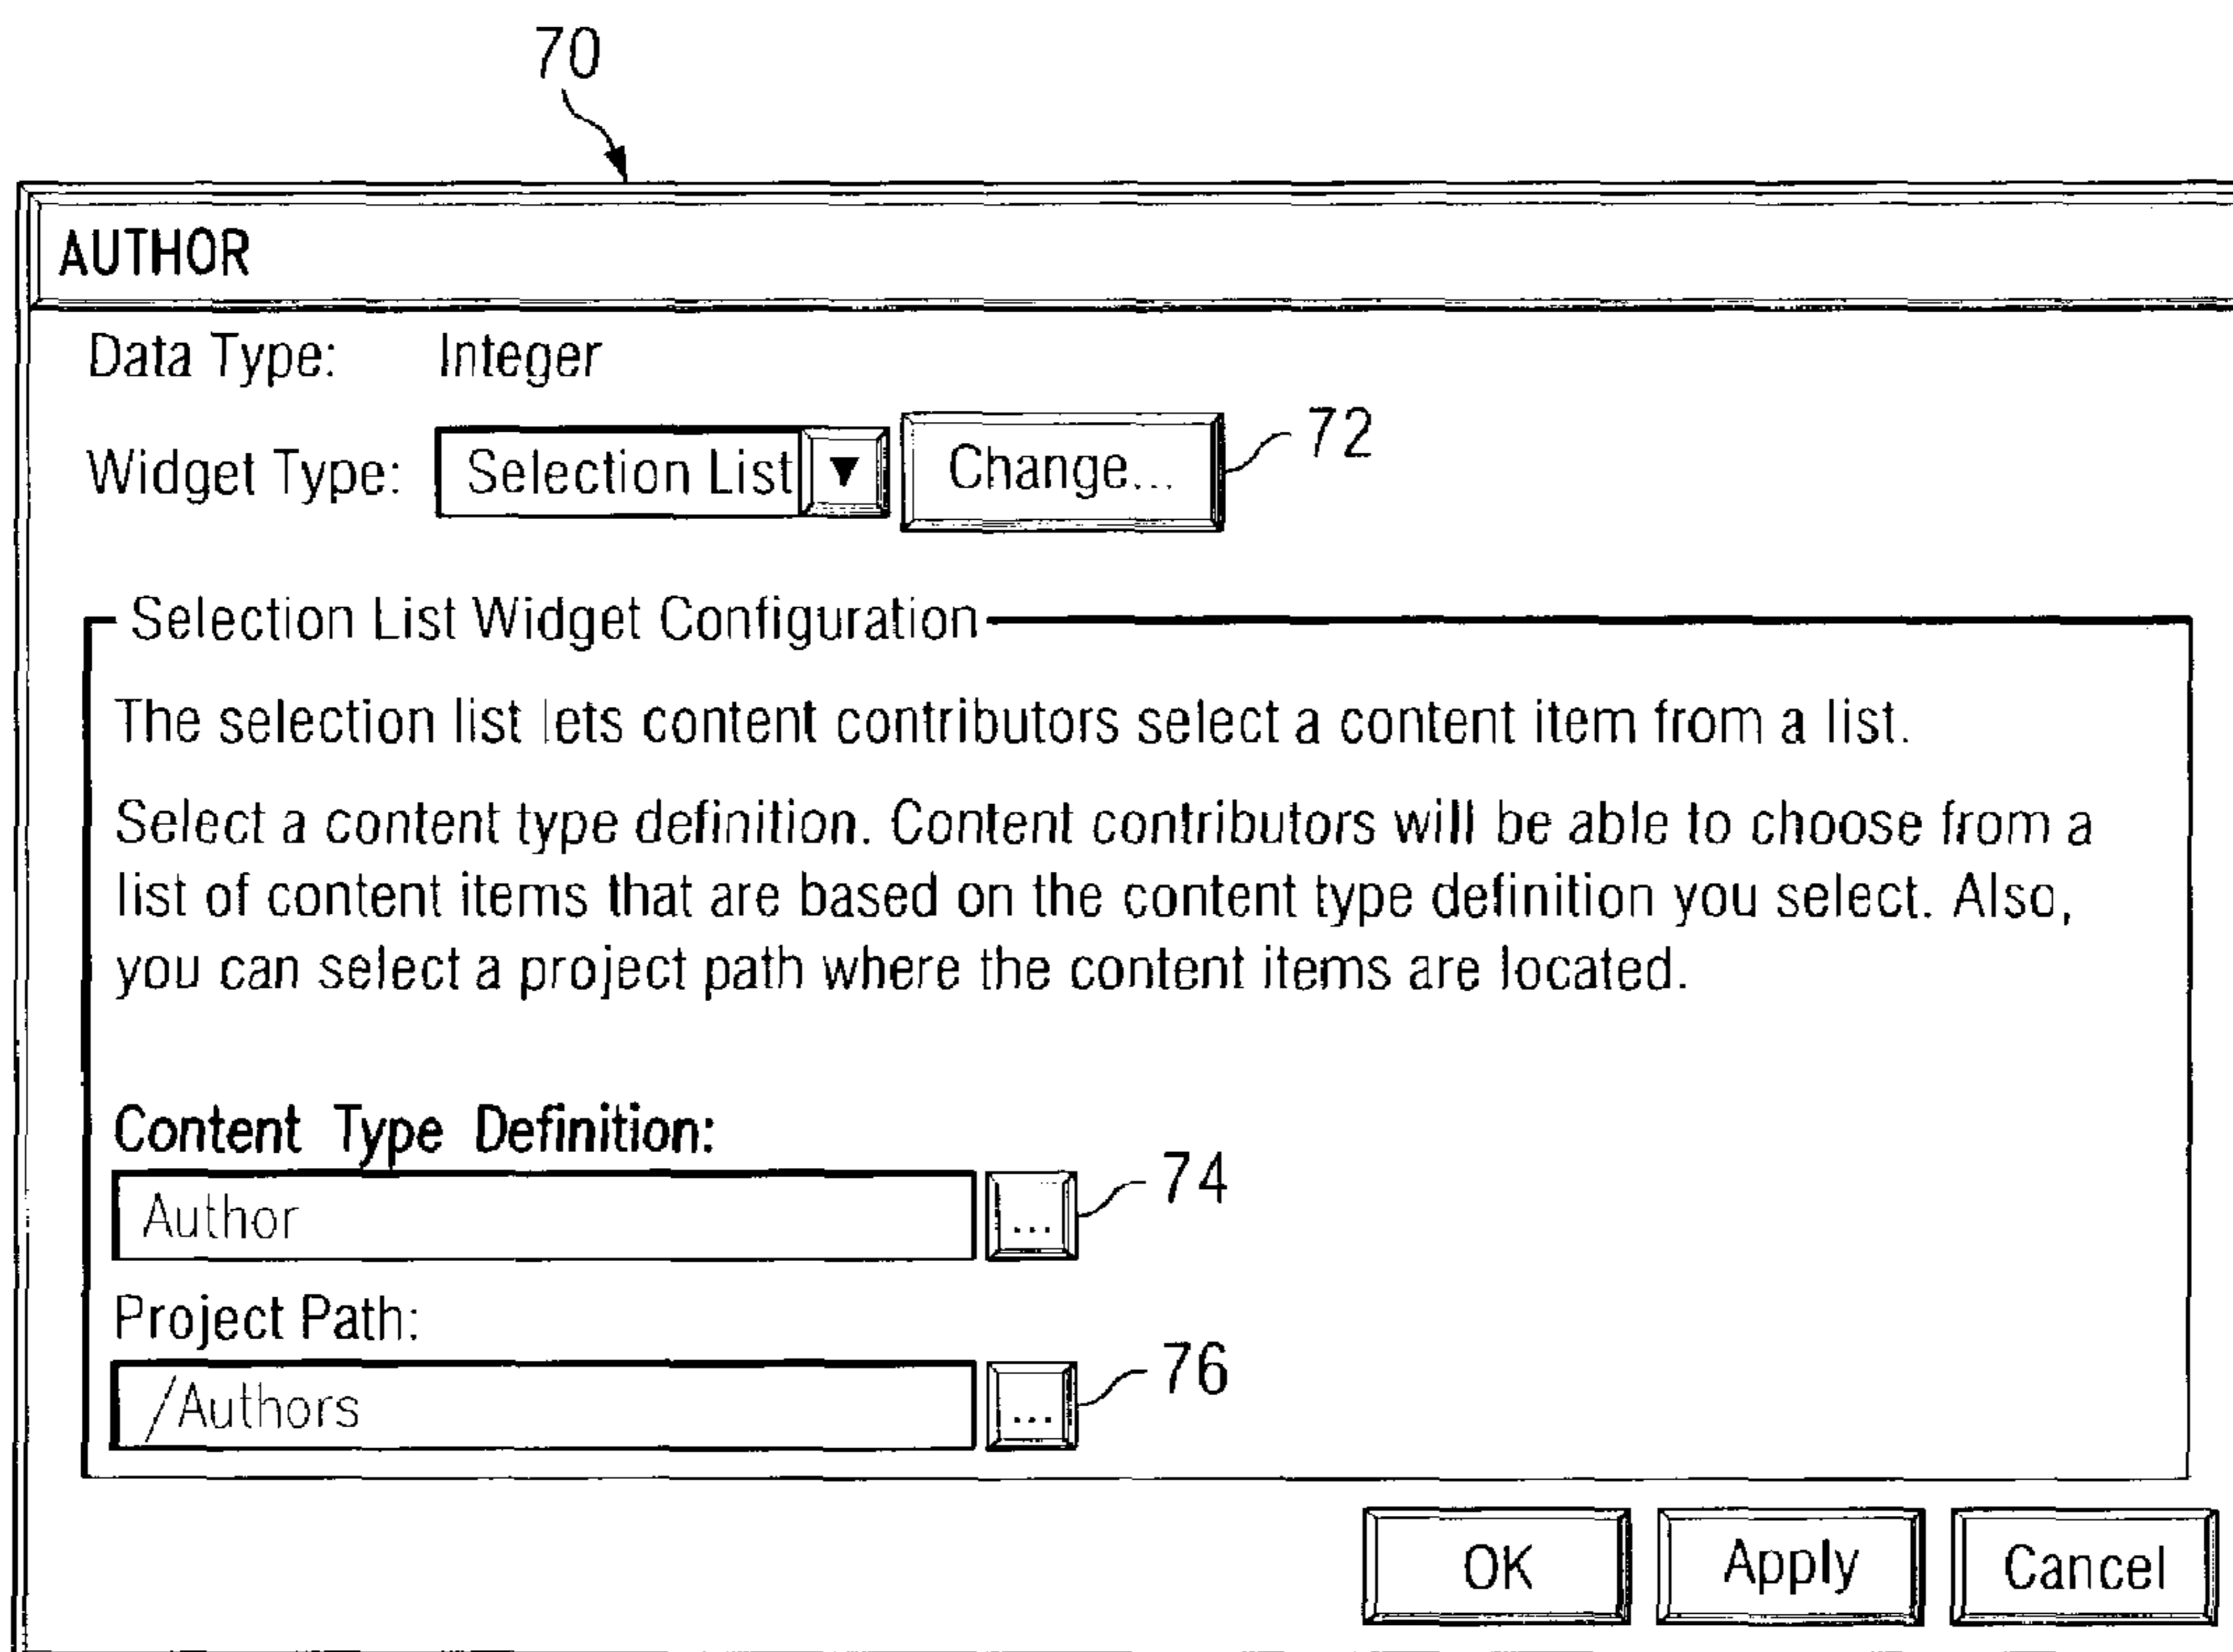 70
AUTHOR
Data Type: Integer
Widget Type: Selection List ▼ Change... 72
Selection List Widget Configuration
The selection list lets content contributors select a content item from a list.
Select a content type definition. Content contributors will be able to choose from a
list of content items that are based on the content type definition you select. Also,
you can select a project path where the content items are located.
Content Type Definition:
Author ... 74
Project Path:
/Authors ... 76
OK Apply Cancel